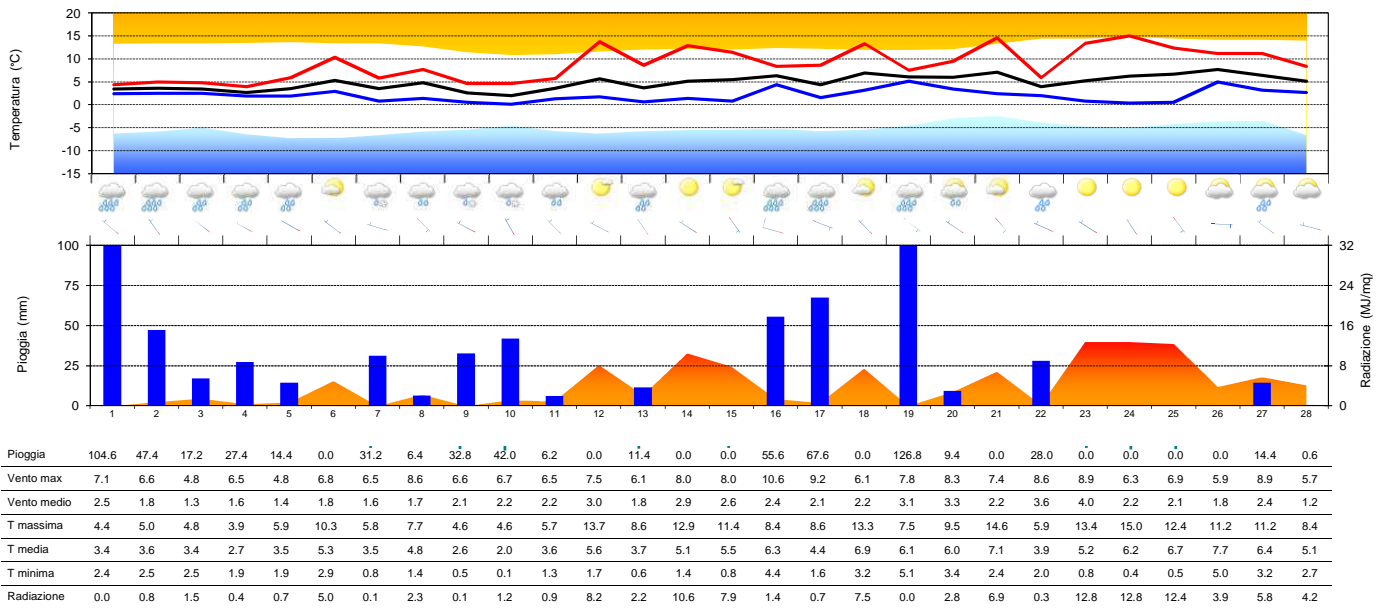 20
15
10
5
0
-5
-10
-15
Temperatura (°C)
100
75
50
25
0
Pioggia (mm)
32
24
16
8
0
Radiazione (MJ/mq)
1 2 3 4 5 6 7 8 9 10 11 12 13 14 15 16 17 18 19 20 21 22 23 24 25 26 27 28
Pioggia 104.6 47.4 17.2 27.4 14.4 0.0 31.2 6.4 32.8 42.0 6.2 0.0 11.4 0.0 0.0 55.6 67.6 0.0 126.8 9.4 0.0 28.0 0.0 0.0 0.0 0.0 14.4 0.6
Vento max 7.1 6.6 4.8 6.5 4.8 6.8 6.5 8.6 6.6 6.7 6.5 7.5 6.1 8.0 8.0 10.6 9.2 6.1 7.8 8.3 7.4 8.6 8.9 6.3 6.9 5.9 8.9 5.7
Vento medio 2.5 1.8 1.3 1.6 1.4 1.8 1.6 1.7 2.1 2.2 2.2 3.0 1.8 2.9 2.6 2.4 2.1 2.2 3.1 3.3 2.2 3.6 4.0 2.2 2.1 1.8 2.4 1.2
T massima 4.4 5.0 4.8 3.9 5.9 10.3 5.8 7.7 4.6 4.6 5.7 13.7 8.6 12.9 11.4 8.4 8.6 13.3 7.5 9.5 14.6 5.9 13.4 15.0 12.4 11.2 11.2 8.4
T media 3.4 3.6 3.4 2.7 3.5 5.3 3.5 4.8 2.6 2.0 3.6 5.6 3.7 5.1 5.5 6.3 4.4 6.9 6.1 6.0 7.1 3.9 5.2 6.2 6.7 7.7 6.4 5.1
T minima 2.4 2.5 2.5 1.9 1.9 2.9 0.8 1.4 0.5 0.1 1.3 1.7 0.6 1.4 0.8 4.4 1.6 3.2 5.1 3.4 2.4 2.0 0.8 0.4 0.5 5.0 3.2 2.7
Radiazione 0.0 0.8 1.5 0.4 0.7 5.0 0.1 2.3 0.1 1.2 0.9 8.2 2.2 10.6 7.9 1.4 0.7 7.5 0.0 2.8 6.9 0.3 12.8 12.8 12.4 3.9 5.8 4.2